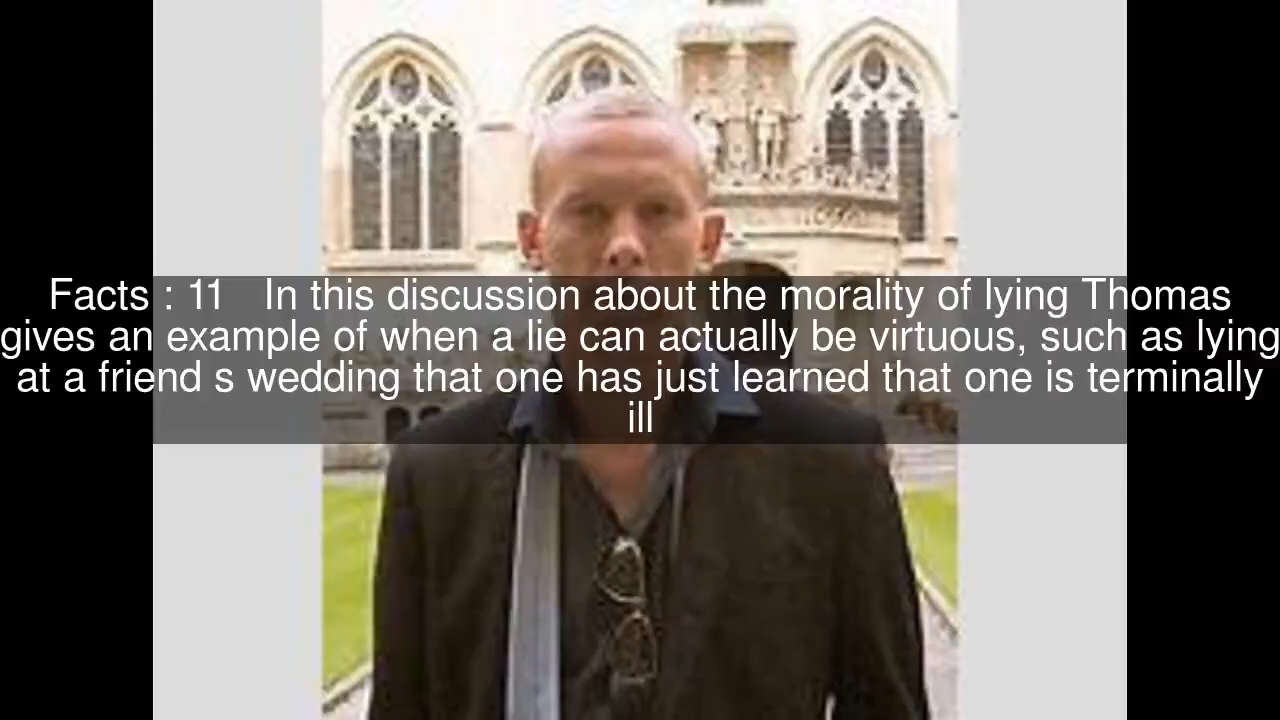 Facts : 11 In this discussion about the morality of lying Thomas
gives an example of when a lie can actually be virtuous, such as lying
at a friend s wedding that one has just learned that one is terminally
ill